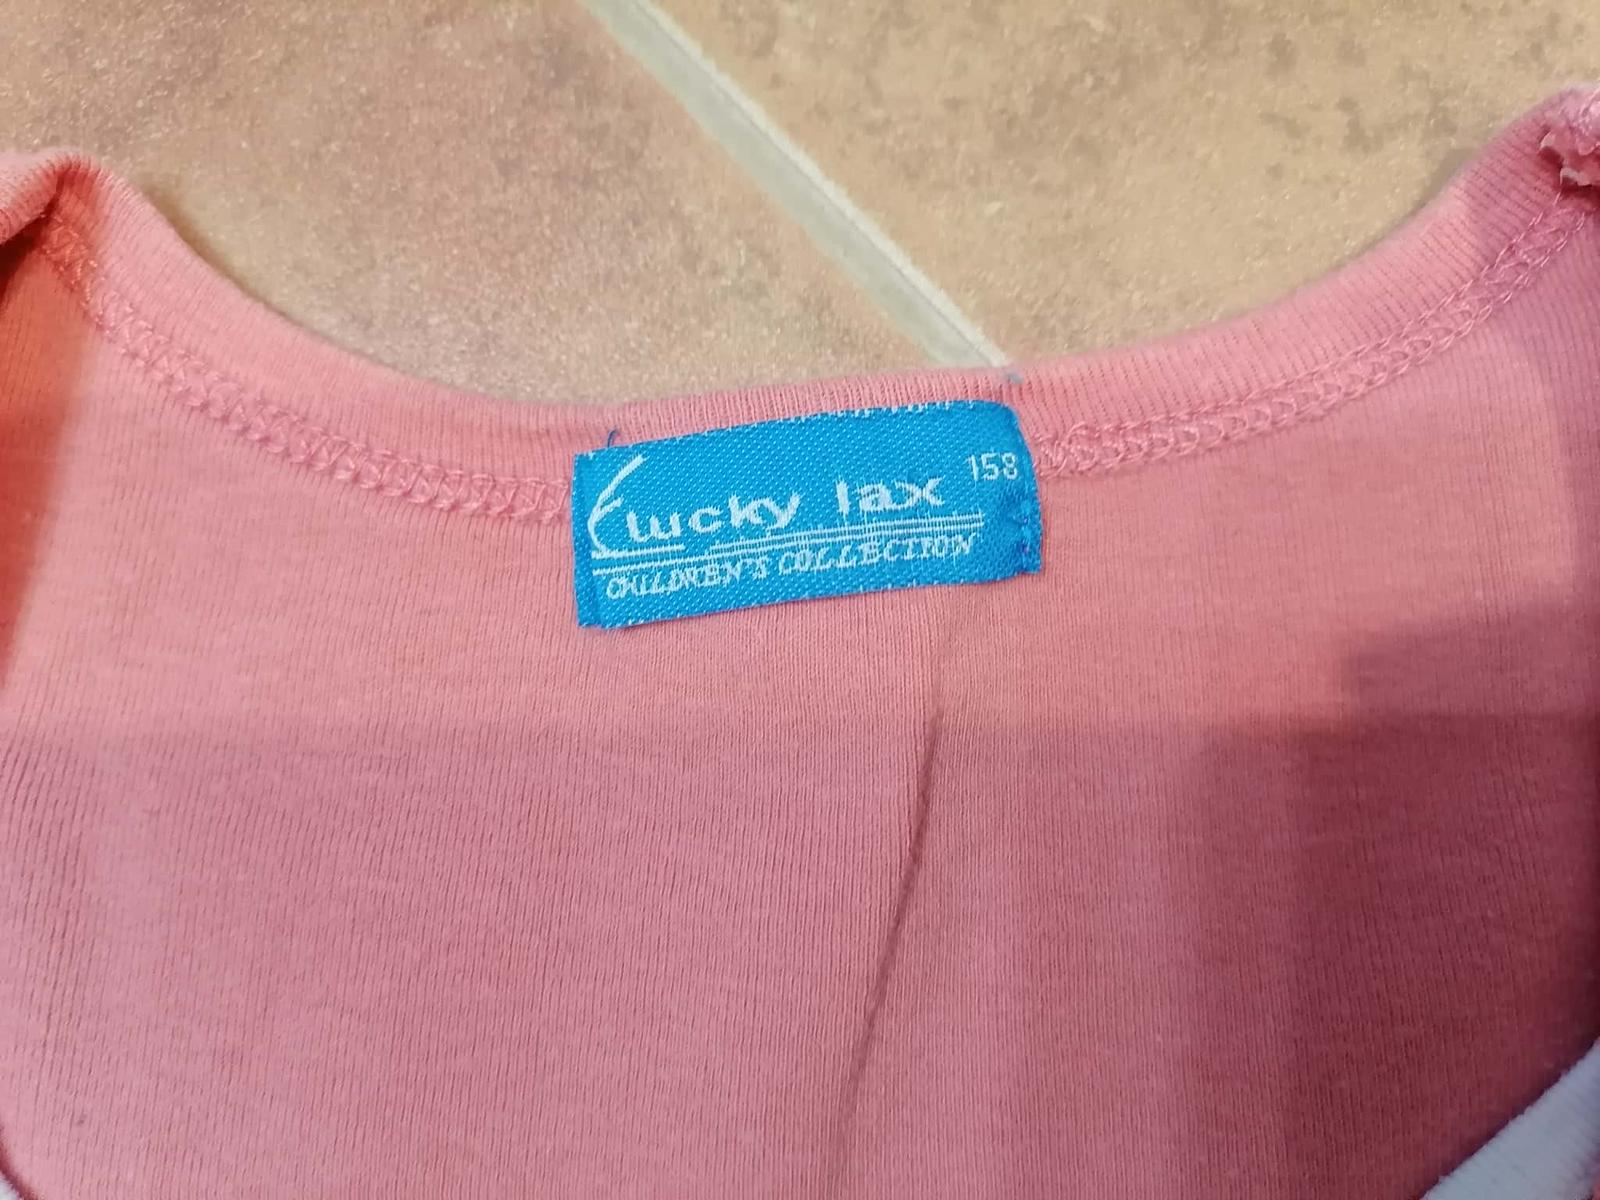 Lucky lax 158
CHILDREN'S COLLECTION